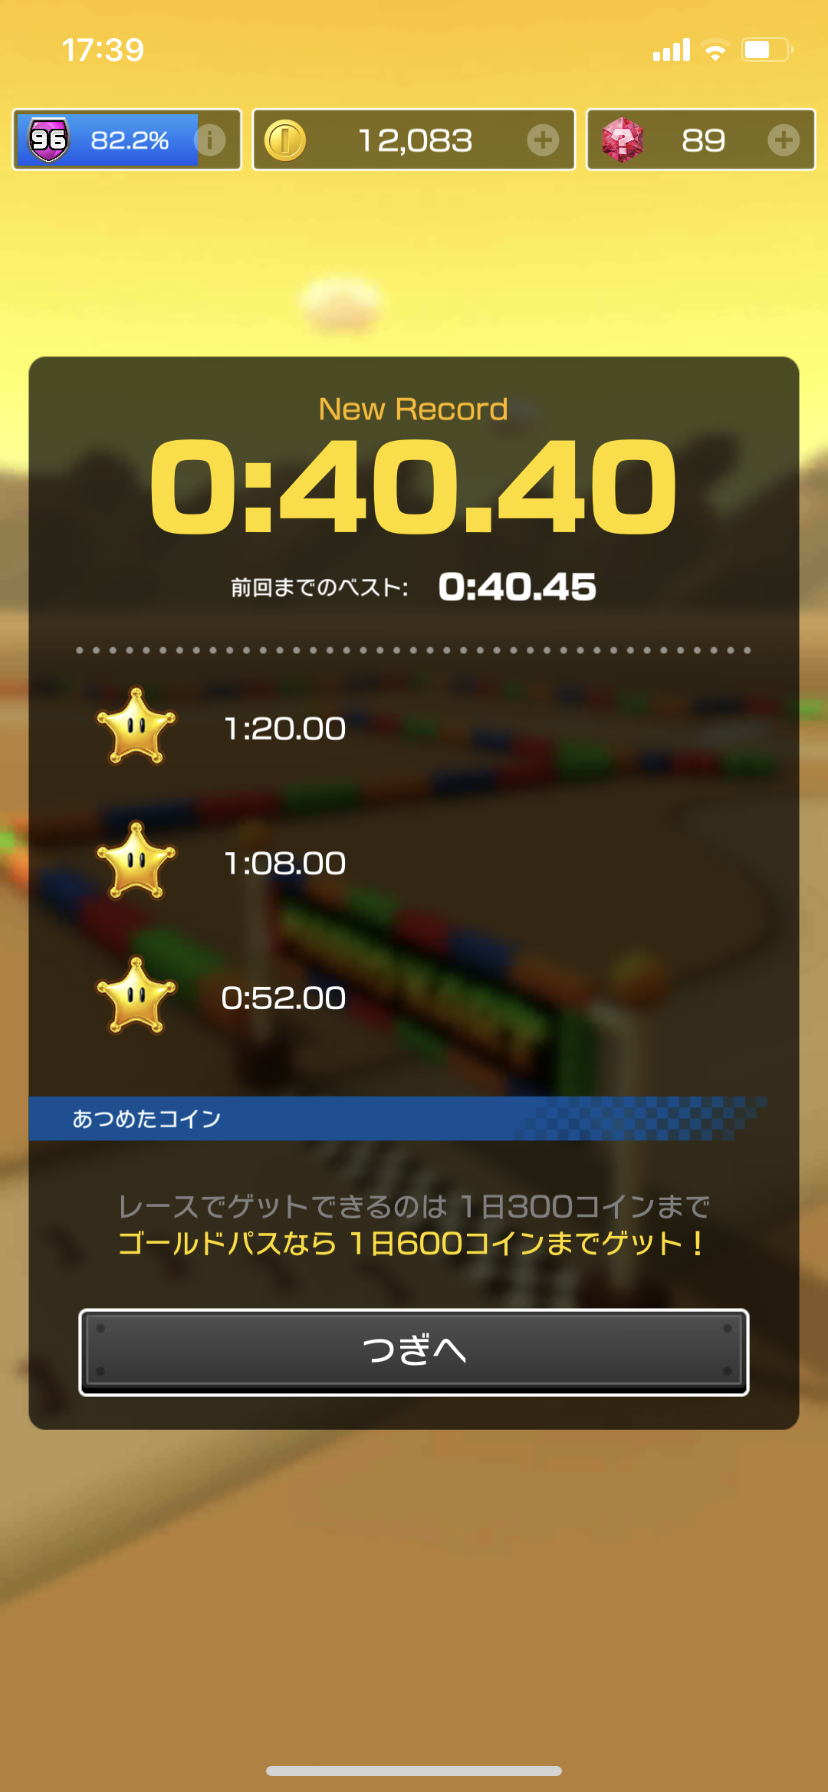 17:39
96 82.2% i 12,083 + ? 89 +
New Record
0:40.40
前回までのベスト: 0:40.45
1:20.00
1:08.00
0:52.00
あつめたコイン
レースでゲットできるのは 1日300コインまで
ゴールドパスなら 1日600コインまでゲット!
つぎへ